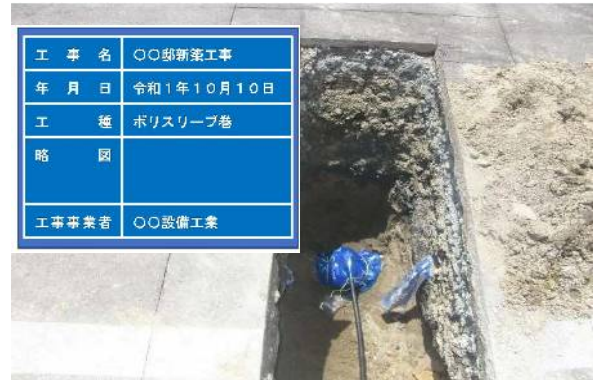 工事名 〇〇邸新築工事
年月日 令和1年10月10日
工種 ポリスリーブ巻
略図
工事事業者 〇〇設備工業